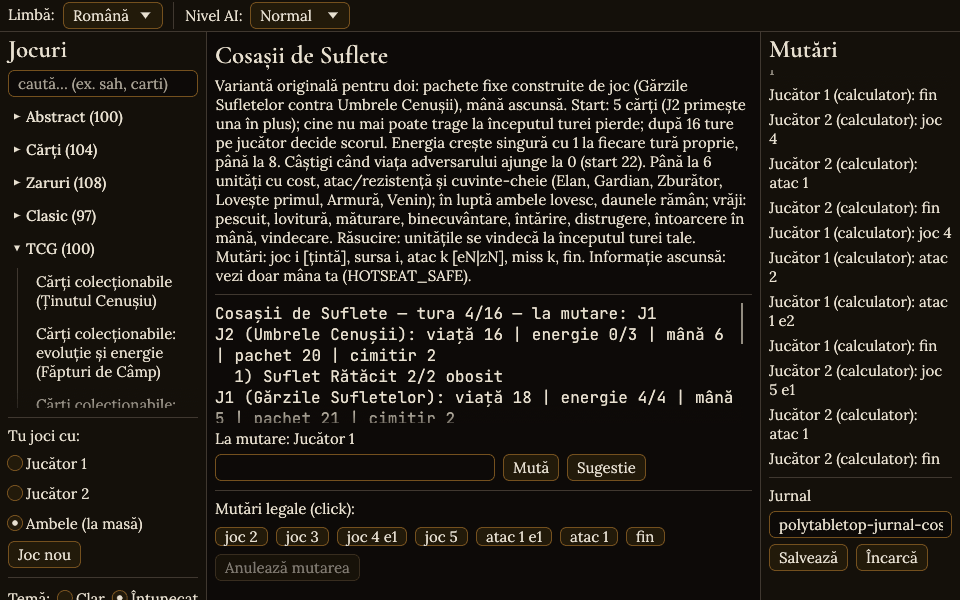 Limbă: Română Nivel AI: Normal
Jocuri
caută... (ex. sah, carti)
Abstract (100)
Cărți (104)
Zaruri (108)
Clasic (97)
TCG (100)
Cărți colecționabile
(Ținutul Cenușiu)
Cărți colecționabile:
evoluție și energie
(Făpturi de Câmp)
Cărți colecționabile:
Tu joci cu:
Jucător 1
Jucător 2
Ambele (la masă)
Joc nou
Temă: Clar Întunecat
Cosașii de Suflete
Variantă originală pentru doi: pachete fixe construite de joc (Gărzile
Sufletelor contra Umbrele Cenușii), mână ascunsă. Start: 5 cărți (J2 primește
una în plus); cine nu mai poate trage la începutul turei pierde; după 16 ture
pe jucător decide scorul. Energia crește singură cu 1 la fiecare tură proprie,
până la 8. Câștigi când viața adversarului ajunge la 0 (start 22). Până la 6
unități cu cost, atac/rezistență și cuvinte-cheie (Elan, Gardian, Zburător,
Lovește primul, Armură, Venin); în luptă ambele lovesc, daunele rămân; vrăji:
pescuit, lovitură, măturare, binecuvântare, întărire, distrugere, întoarcere în
mână, vindecare. Răsucire: unitățile se vindecă la începutul turei tale.
Mutări: joc i [țintă], sursa i, atac k [eN|zN], miss k, fin. Informație ascunsă:
vezi doar mâna ta (HOTSEAT_SAFE).
Cosașii de Suflete — tura 4/16 — la mutare: J1
J2 (Umbrele Cenușii): viață 16 | energie 0/3 | mână 6
| pachet 20 | cimitir 2
1) Suflet Rătăcit 2/2 obosit
J1 (Gărzile Sufletelor): viață 18 | energie 4/4 | mână
5 | pachet 21 | cimitir 2
La mutare: Jucător 1
Mută Sugestie
Mutări legale (click):
joc 2 joc 3 joc 4 e1 joc 5 atac 1 e1 atac 1 fin
Anulează mutarea
Mutări
Jucător 1 (calculator): fin
Jucător 2 (calculator): joc
4
Jucător 2 (calculator):
atac 1
Jucător 2 (calculator): fin
Jucător 1 (calculator): joc 4
Jucător 1 (calculator): atac
2
Jucător 1 (calculator): atac
1 e2
Jucător 1 (calculator): fin
Jucător 2 (calculator): joc
5 e1
Jucător 2 (calculator):
atac 1
Jucător 2 (calculator): fin
Jurnal
polytabletop-jurnal-cos
Salvează Încarcă